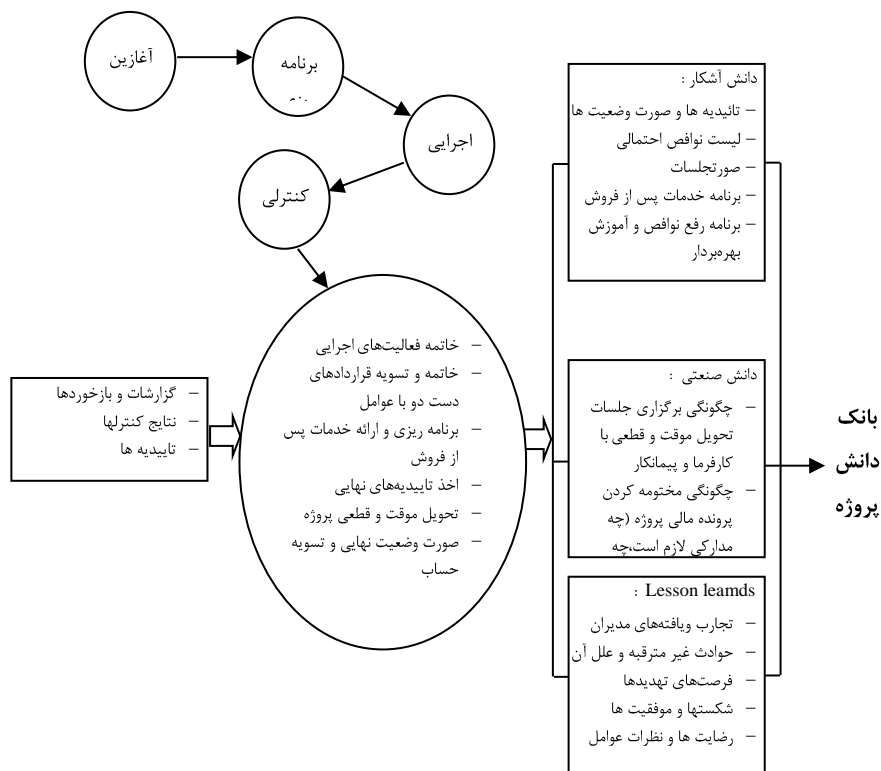 آغازین
برنامه
اجرایی
کنترلی
– گزارشات و بازخوردها
– نتایج کنترلها
– تاییدیه ها
– خاتمه فعالیت‌های اجرایی
– خاتمه و تسویه قراردادهای
دست دو با عوامل
– برنامه ریزی و ارائه خدمات پس
از فروش
– اخذ تاییدیه‌های نهایی
– تحویل موقت و قطعی پروژه
– صورت وضعیت نهایی و تسویه
حساب
دانش آشکار :
– تائیدیه ها و صورت وضعیت ها
– لیست نواقص احتمالی
– صورتجلسات
– برنامه خدمات پس از فروش
– برنامه رفع نواقص و آموزش
بهره‌بردار
دانش صنعتی :
– چگونگی برگزاری جلسات
تحویل موقت و قطعی با
کارفرما و پیمانکار
– چگونگی مختومه کردن
پرونده مالی پروژه (چه
مدارکی لازم است،چه
Lesson leamds :
– تجارب ویافته‌های مدیران
– حوادث غیر مترقبه و علل آن
– فرصت‌های تهدیدها
– شکستها و موفقیت ها
– رضایت ها و نظرات عوامل
بانک
دانش
پروژه